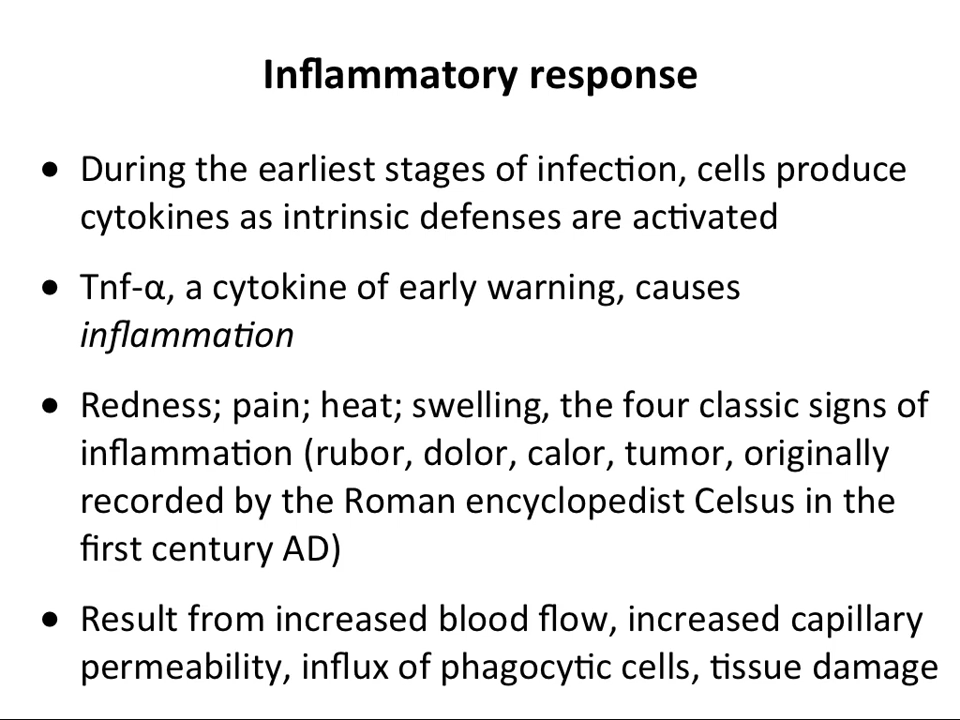 Inflammatory response
• During the earliest stages of infection, cells produce
cytokines as intrinsic defenses are activated
• Tnf-α, a cytokine of early warning, causes
inflammation
• Redness; pain; heat; swelling, the four classic signs of
inflammation (rubor, dolor, calor, tumor, originally
recorded by the Roman encyclopedist Celsus in the
first century AD)
• Result from increased blood flow, increased capillary
permeability, influx of phagocytic cells, tissue damage